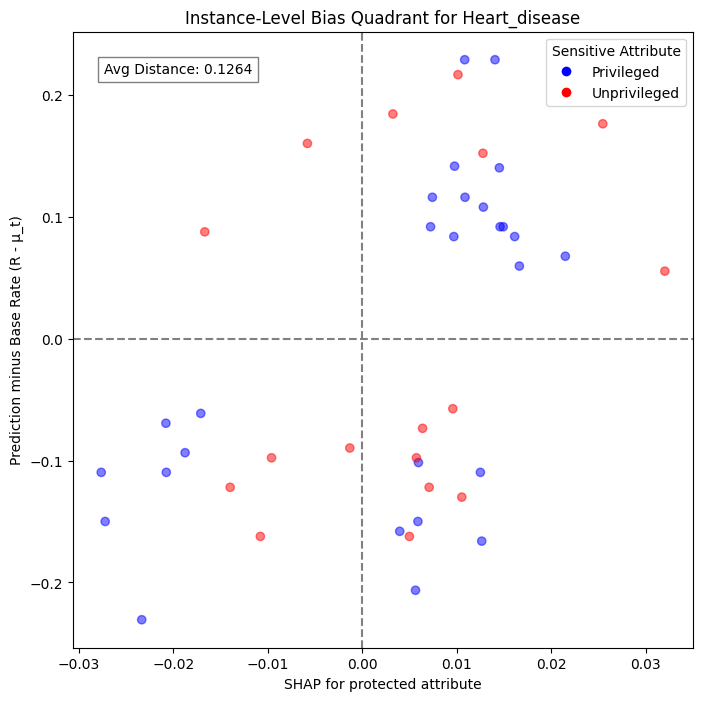 Instance-Level Bias Quadrant for Heart_disease
Avg Distance: 0.1264
Sensitive Attribute
Privileged
Unprivileged
Prediction minus Base Rate (R - μ_t)
0.2
0.1
0.0
−0.1
−0.2
−0.03
−0.02
−0.01
0.00
0.01
0.02
0.03
SHAP for protected attribute